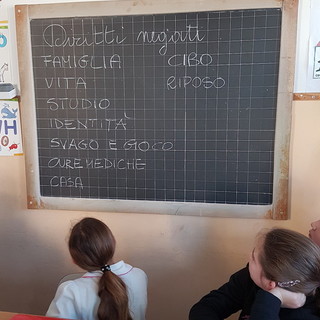 Diritti negati
FAMIGLIA
VITA
STUDIO
IDENTITÀ
SVAGO E GIOCO
CURE MEDICHE
CASA
CIBO
RIPOSO